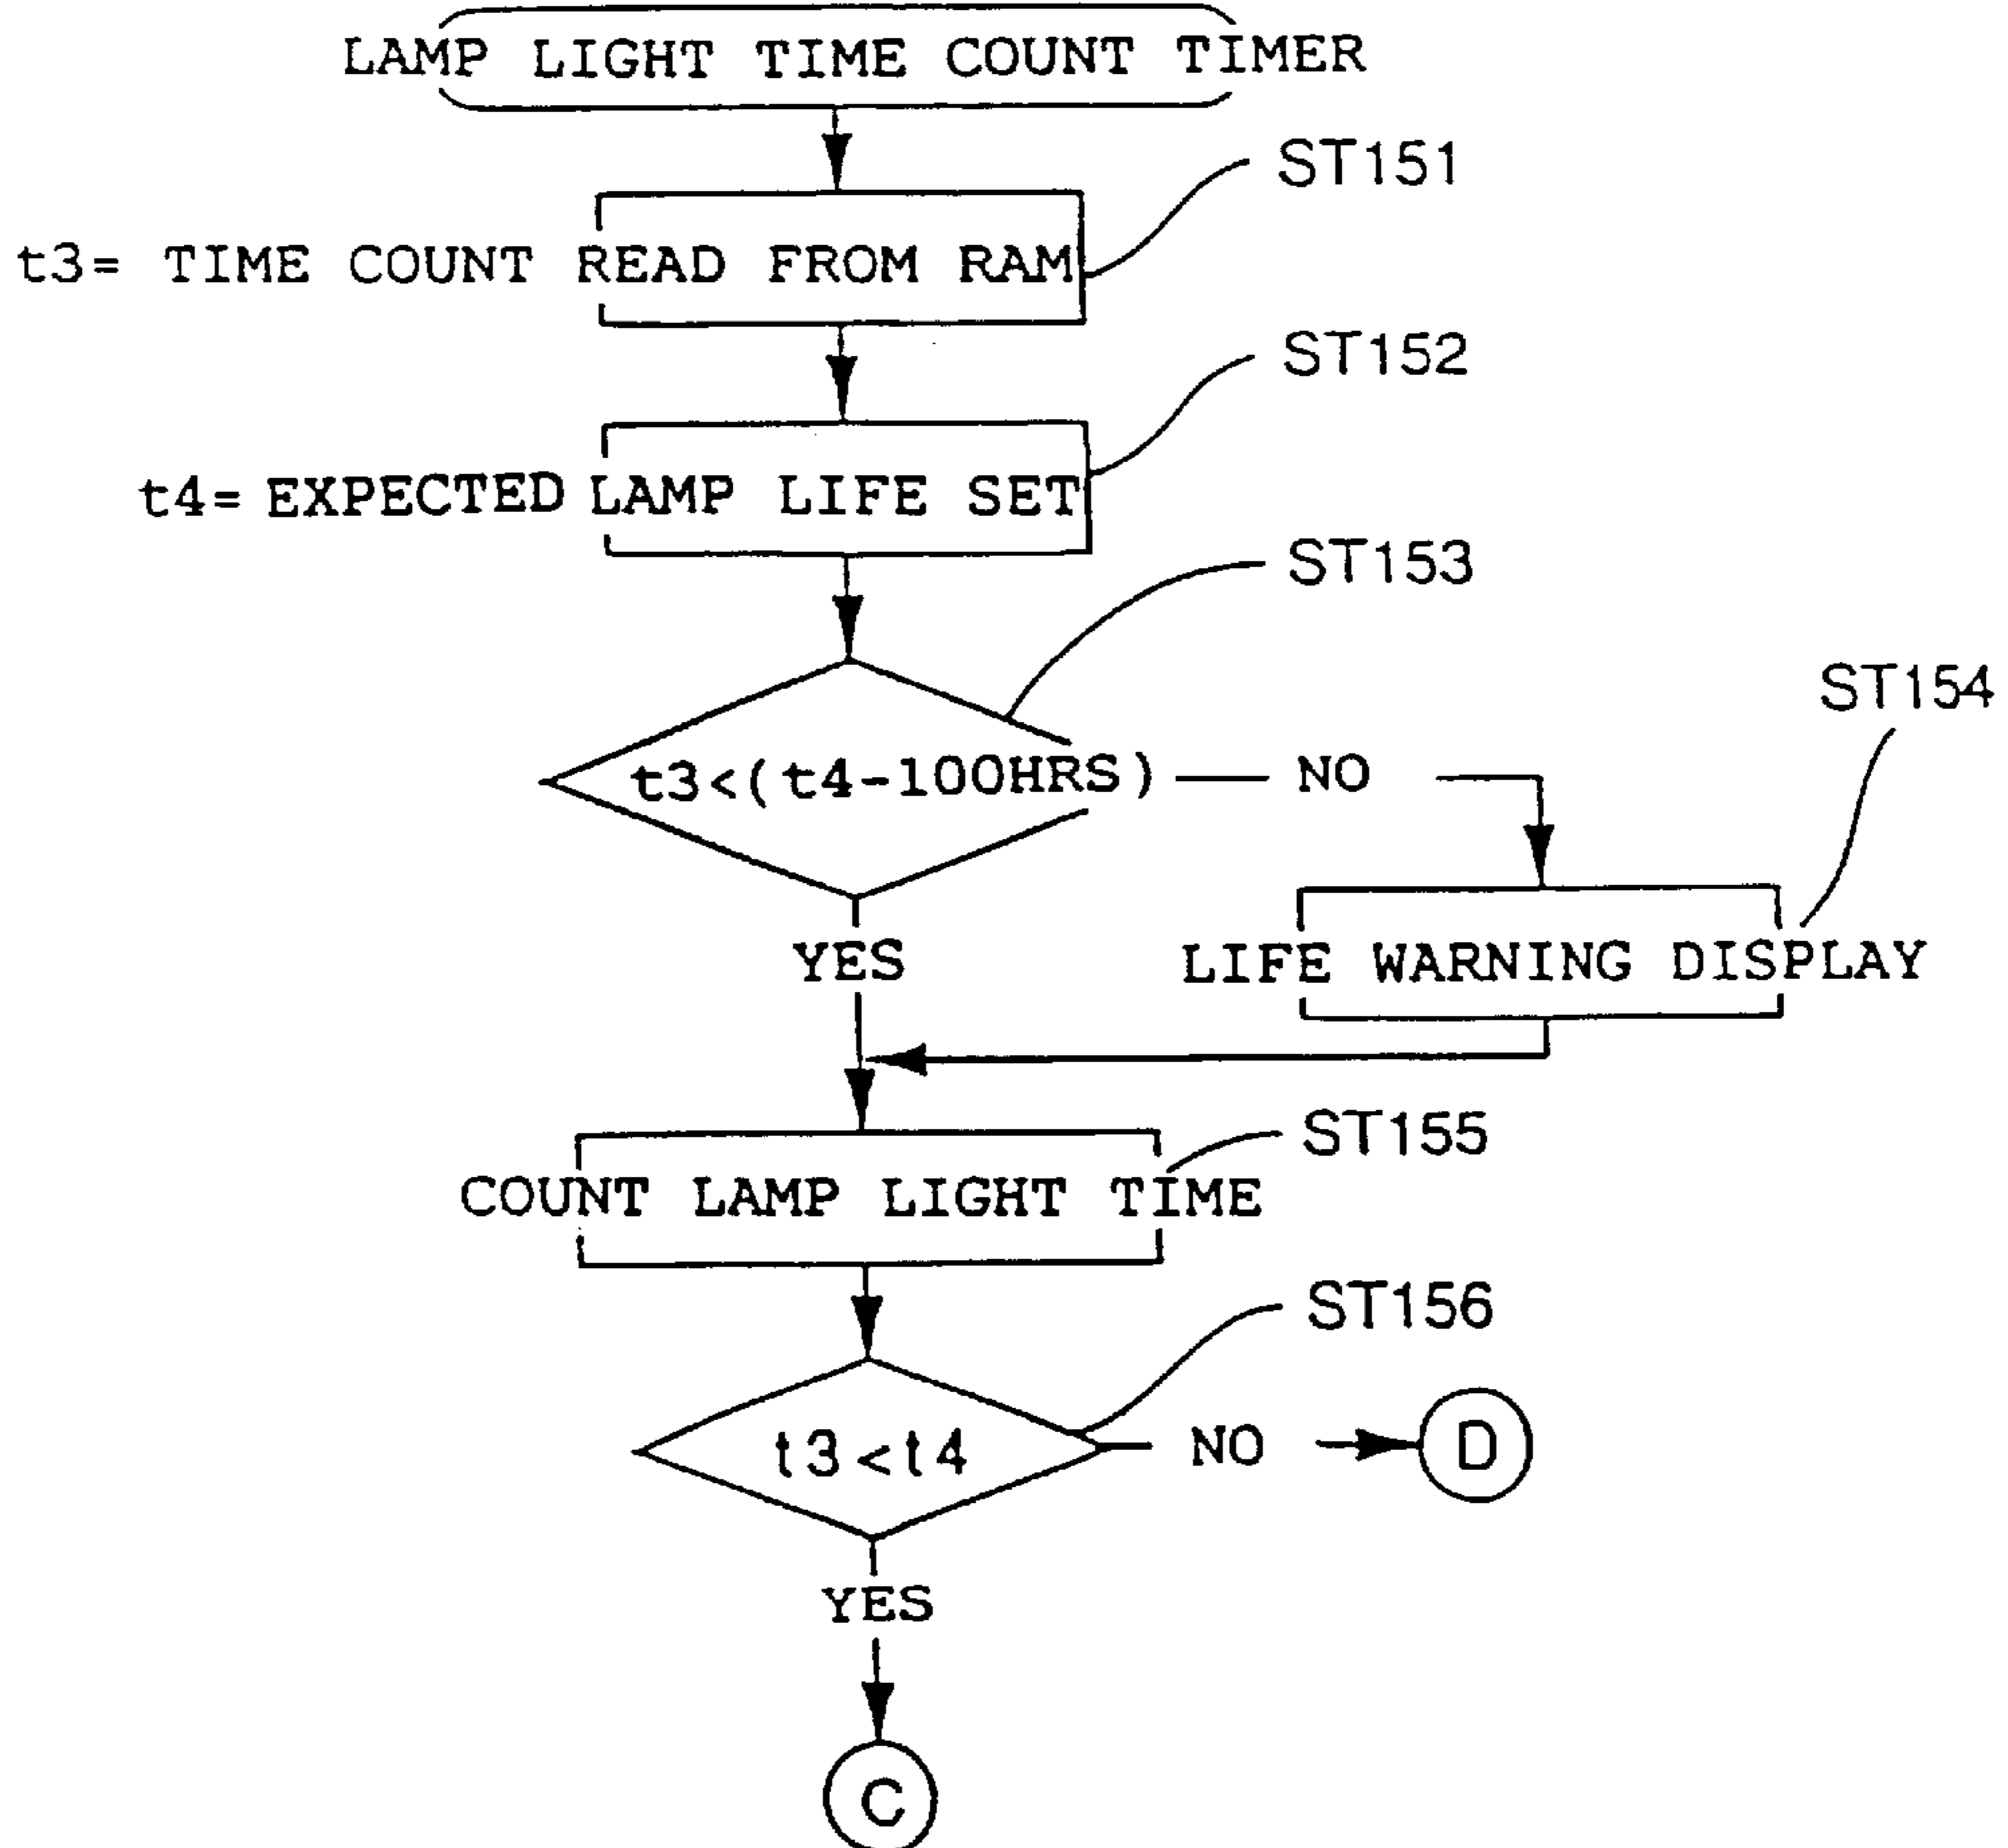 LAMP LIGHT TIME COUNT TIMER
ST151
t3= TIME COUNT READ FROM RAM
ST152
t4= EXPECTED LAMP LIFE SET
ST153
ST154
t3<(t4-100HRS) NO
YES
LIFE WARNING DISPLAY
ST155
COUNT LAMP LIGHT TIME
ST156
t3<t4 NO D
YES
C